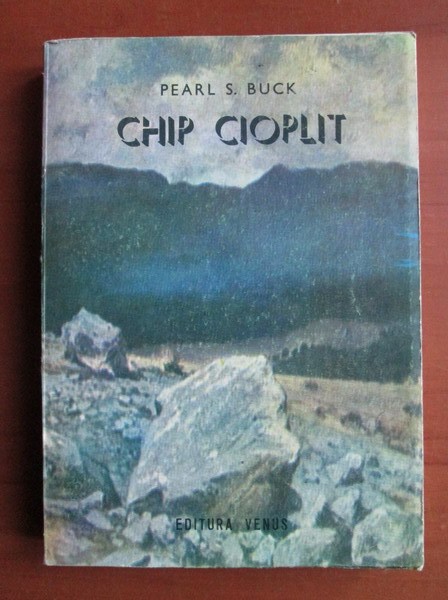 PEARL S. BUCK
CHIP CIOPLIT
EDITURA VENUS